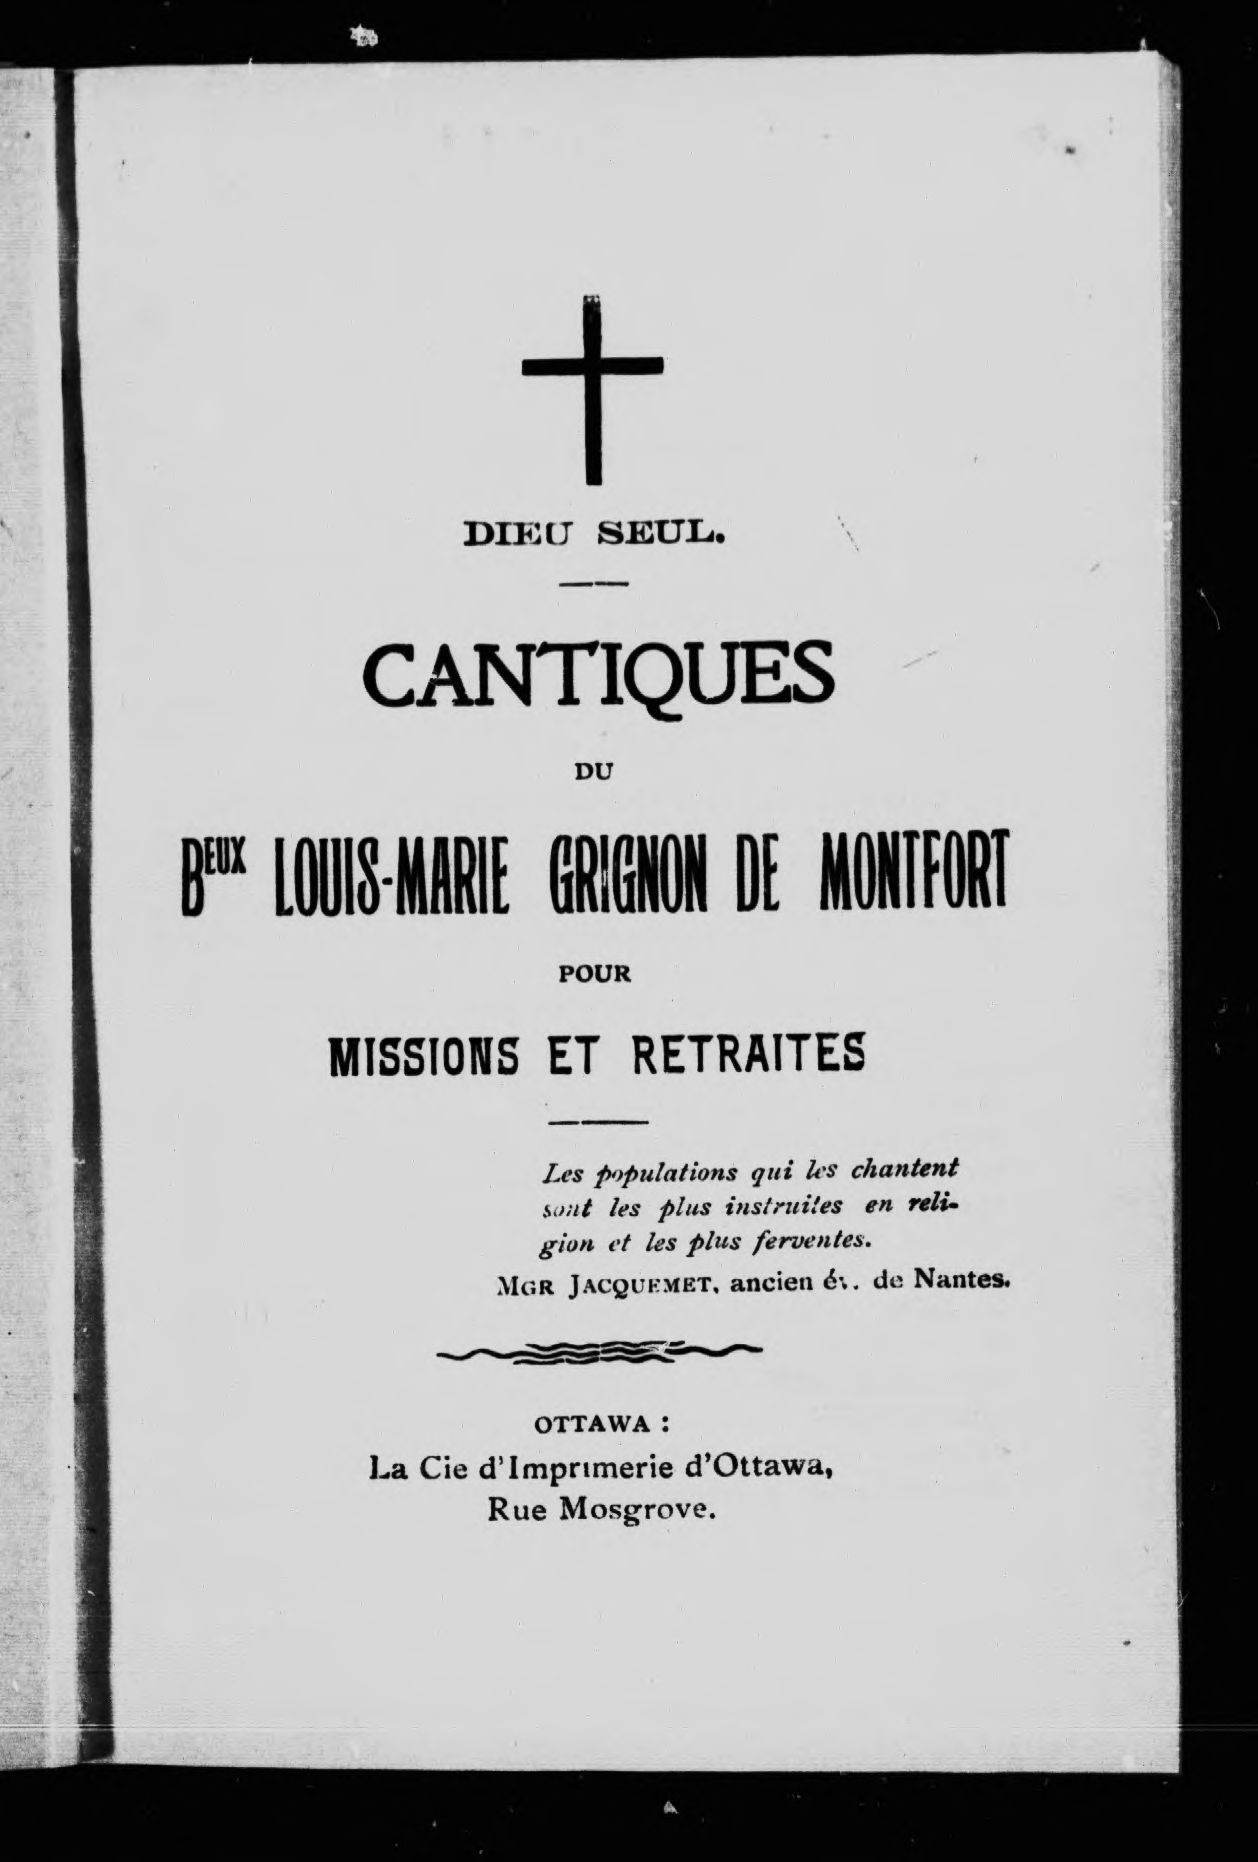 DIEU SEUL.
CANTIQUES
DU
BEUX LOUIS-MARIE GRIGNON DE MONTFORT
POUR
MISSIONS ET RETRAITES
Les populations qui les chantent
sont les plus instruites en reli-
gion et les plus ferventes.
MGR JACQUEMET, ancien év. de Nantes.
OTTAWA :
La Cie d'Imprimerie d'Ottawa,
Rue Mosgrove.